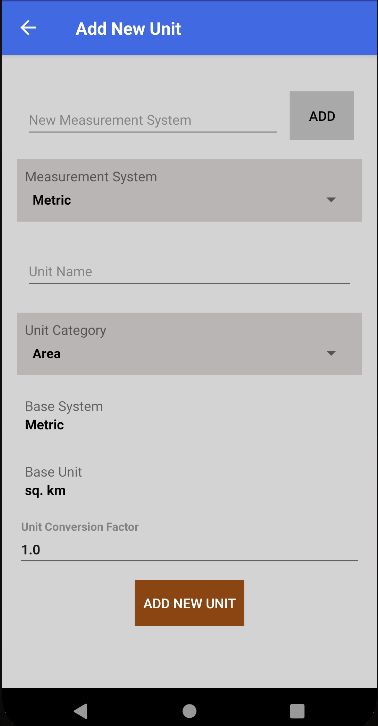 Add New Unit
New Measurement System
ADD
Measurement System
Metric
Unit Name
Unit Category
Area
Base System
Metric
Base Unit
sq. km
Unit Conversion Factor
1.0
ADD NEW UNIT